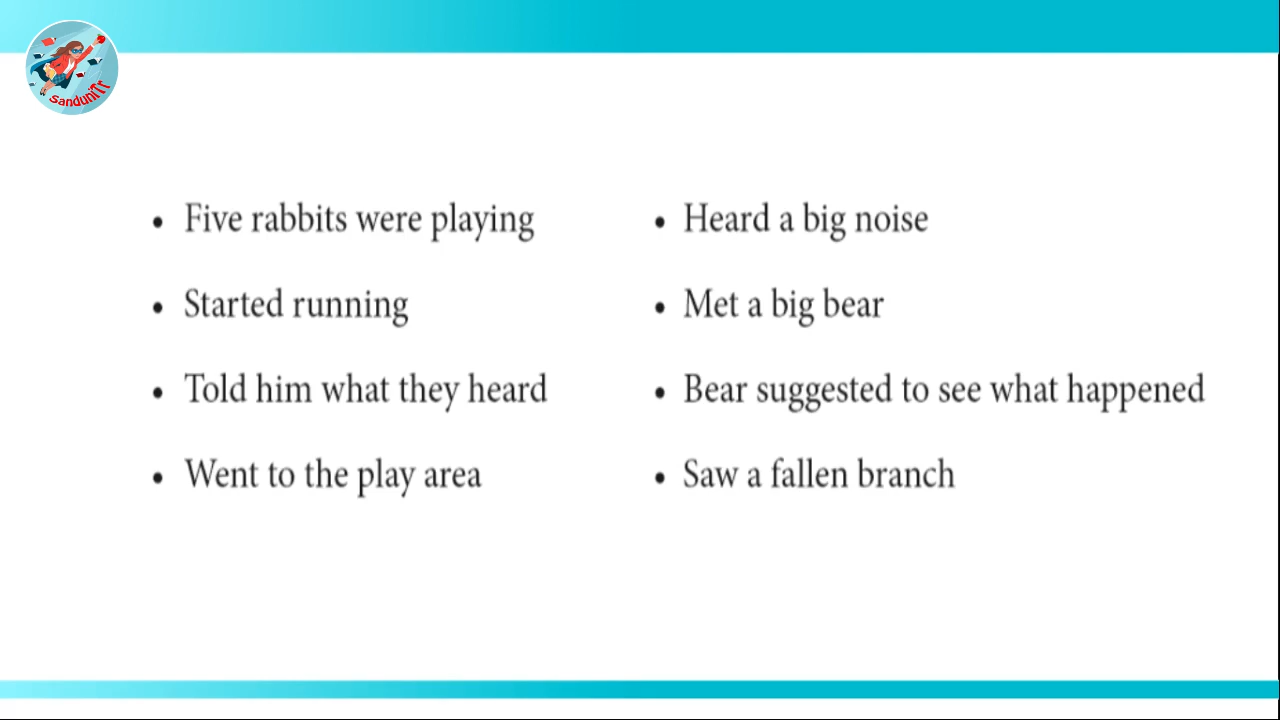 SanduniTr
• Five rabbits were playing
• Heard a big noise
• Started running
• Met a big bear
• Told him what they heard
• Bear suggested to see what happened
• Went to the play area
• Saw a fallen branch